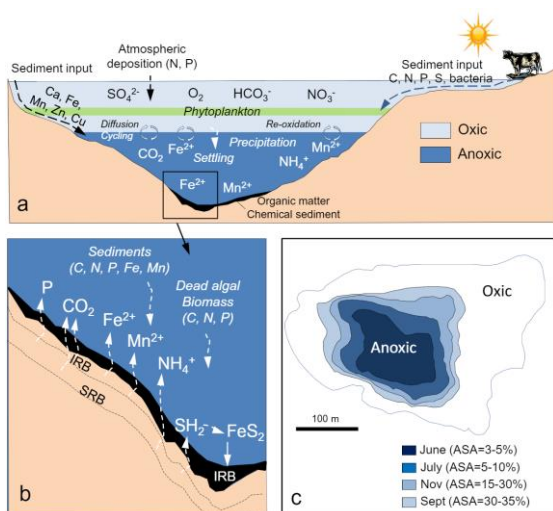 Sediment input
Atmospheric
deposition (N, P)
Sediment input
C, N, P, S, bacteria
Ca, Fe,
Mn, Zn, Cu
SO₄²⁻ O₂ HCO₃⁻ NO₃⁻
Phytoplankton
Diffusion
Cycling
Re-oxidation
CO₂ Fe²⁺ Settling Precipitation NH₄⁺ Mn²⁺
Fe²⁺ Mn²⁺
Organic matter
Chemical sediment
Oxic
Anoxic
a
Sediments
(C, N, P, Fe, Mn)
Dead algal
Biomass
(C, N, P)
P
CO₂
Fe²⁺
Mn²⁺
NH₄⁺
IRB
SRB
SH₂⁻ FeS₂
IRB
b
Oxic
Anoxic
100 m
June (ASA=3-5%)
July (ASA=5-10%)
Nov (ASA=15-30%)
Sept (ASA=30-35%)
c